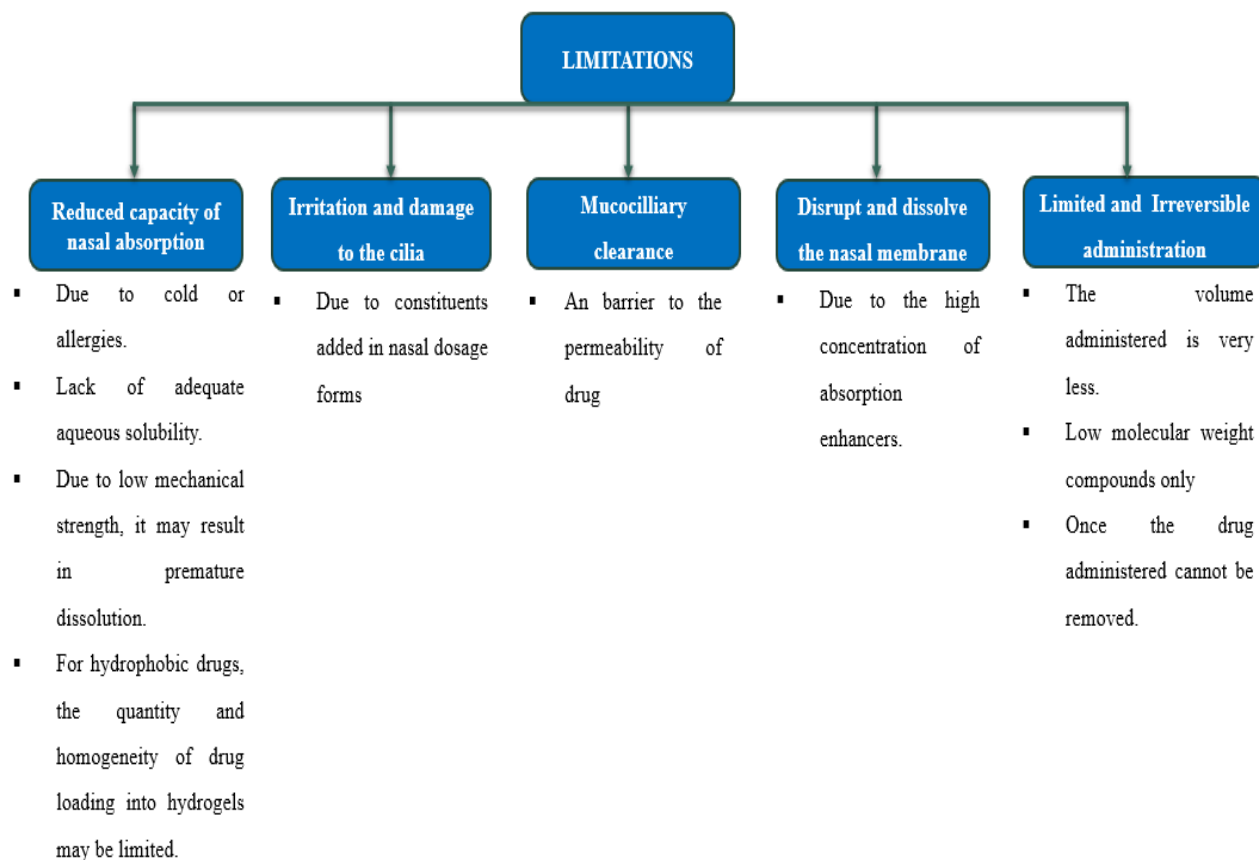 LIMITATIONS
Reduced capacity of
nasal absorption
▪ Due to cold or
allergies.
▪ Lack of adequate
aqueous solubility.
▪ Due to low mechanical
strength, it may result
in premature
dissolution.
▪ For hydrophobic drugs,
the quantity and
homogeneity of drug
loading into hydrogels
may be limited.
Irritation and damage
to the cilia
▪ Due to constituents
added in nasal dosage
forms
Mucocilliary
clearance
▪ An barrier to the
permeability of
drug
Disrupt and dissolve
the nasal membrane
▪ Due to the high
concentration of
absorption
enhancers.
Limited and Irreversible
administration
▪ The volume
administered is very
less.
▪ Low molecular weight
compounds only
▪ Once the drug
administered cannot be
removed.